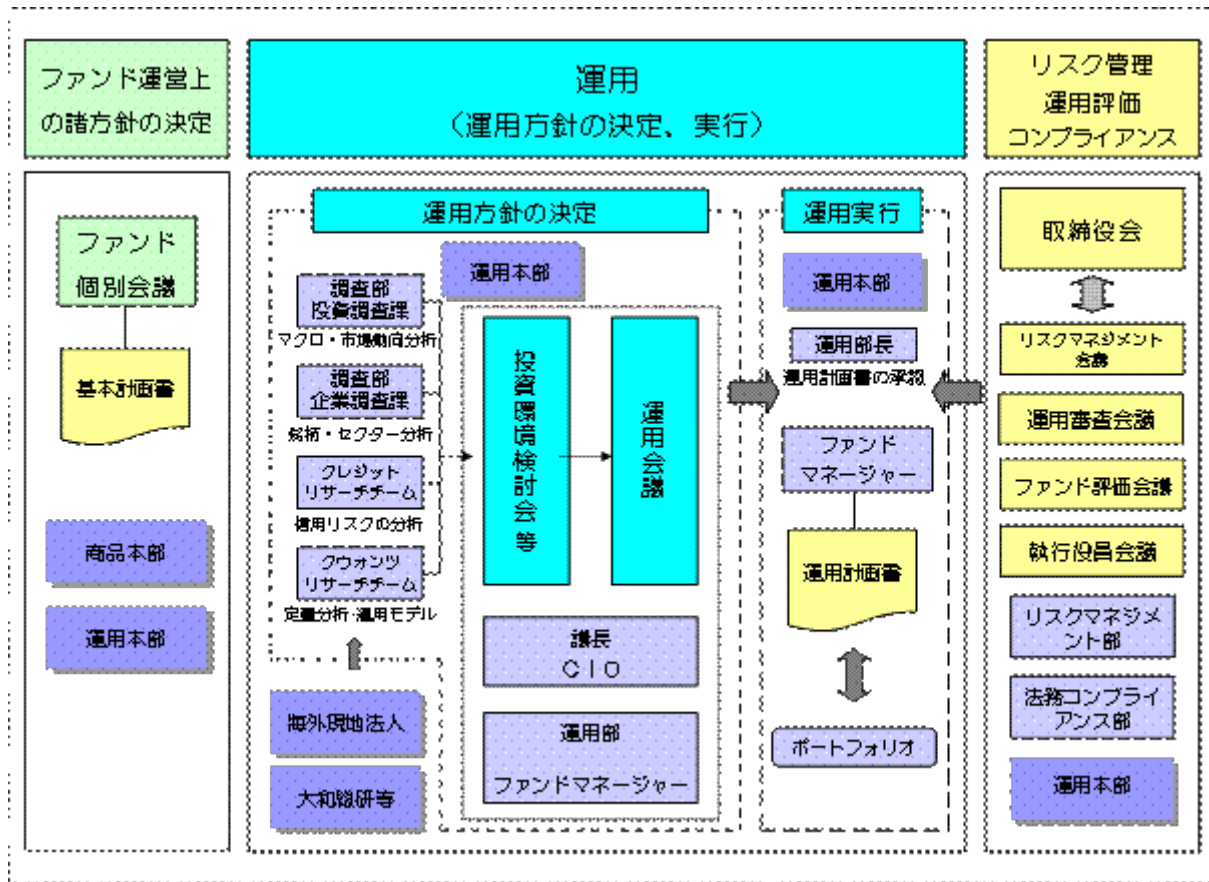 ファンド運営上
の諸方針の決定
運用
（運用方針の決定、実行）
リスク管理
運用評価
コンプライアンス
ファンド
個別会議
基本計画書
商品本部
運用本部
運用方針の決定
運用本部
調査部
投資調査課
マクロ・市場動向分析
調査部
企業調査課
銘柄・セクター分析
クレジット
リサーチチーム
信用リスクの分析
クウォンツ
リサーチチーム
定量分析・運用モデル
海外現地法人
大和総研等
投資環境検討会等
運用会議
議長
ＣＩＯ
運用部
ファンドマネージャー
運用実行
運用本部
運用部長
運用計画書の承認
ファンド
マネージャー
運用計画書
ポートフォリオ
取締役会
リスクマネジメント
会議
運用審査会議
ファンド評価会議
執行役員会議
リスクマネジメ
ント部
法務コンプライ
アンス部
運用本部